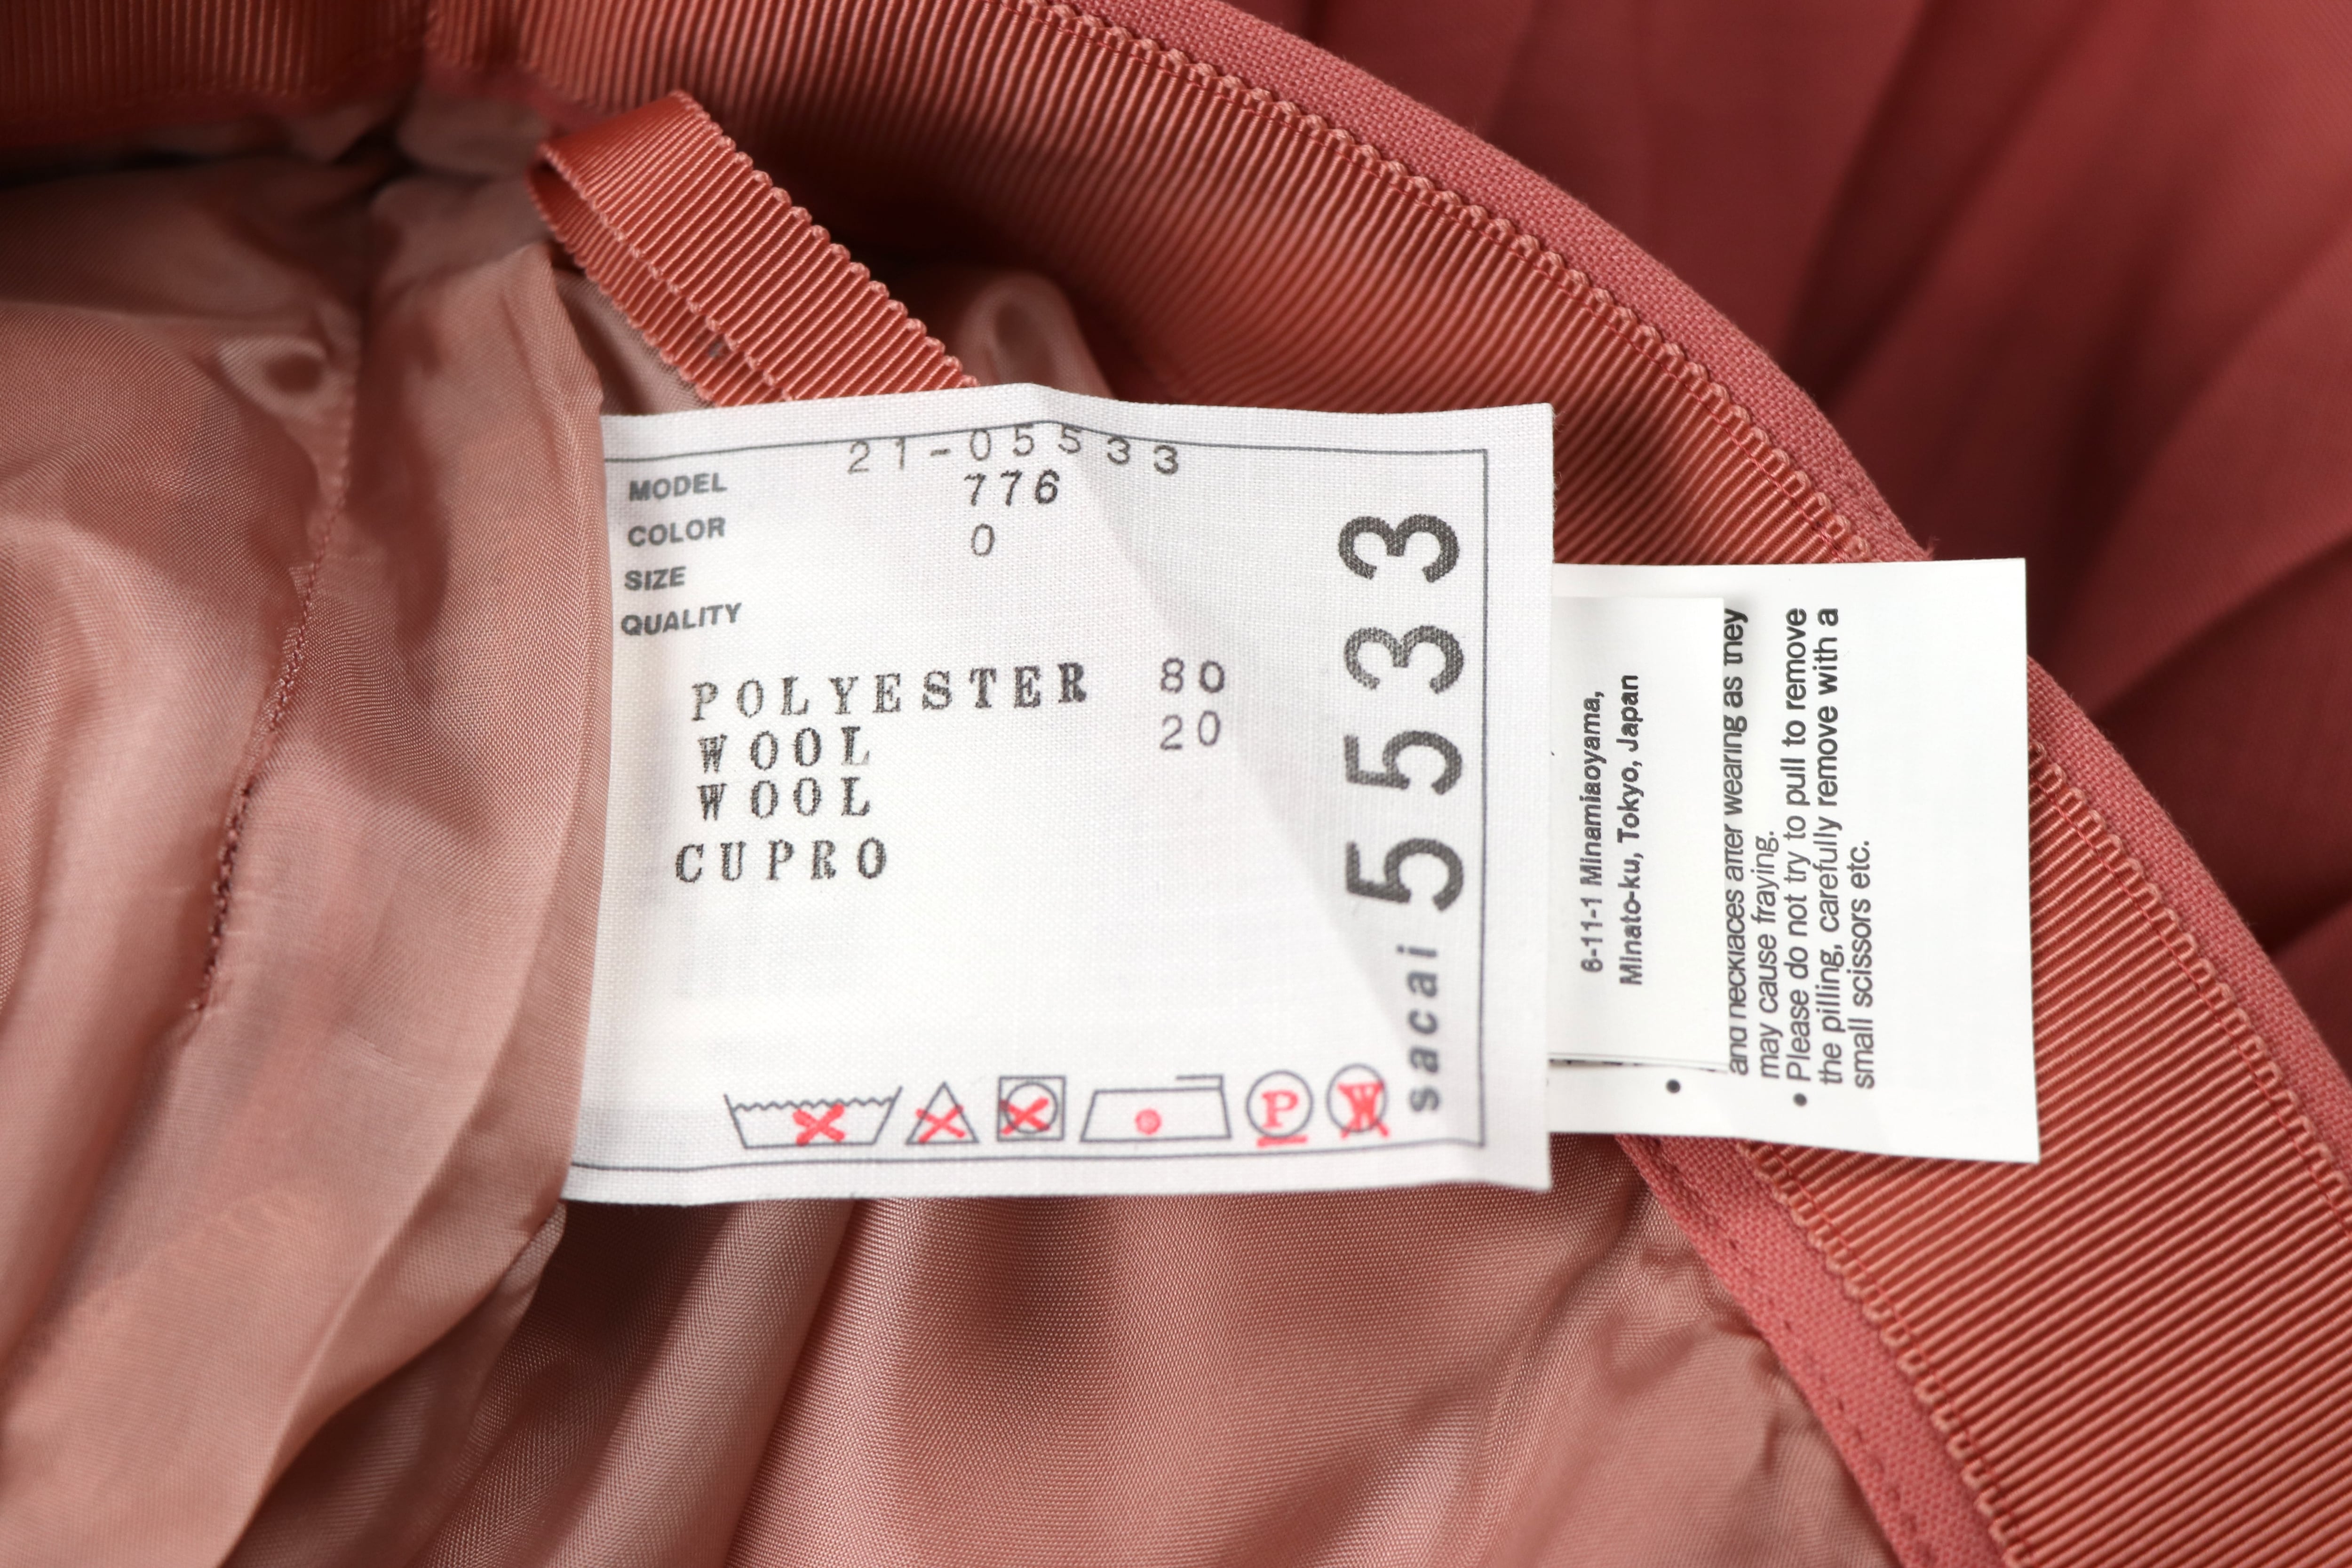 21-05533
MODEL 776
COLOR 0
SIZE
QUALITY
POLYESTER 80
WOOL 20
WOOL
CUPRO
P W
sacai 5533
6-11-1 Minamiaoyama,
Minato-ku, Tokyo, Japan
and necklaces after wearing as they
may cause fraying.
• Please do not try to pull to remove
the pilling, carefully remove with a
small scissors etc.